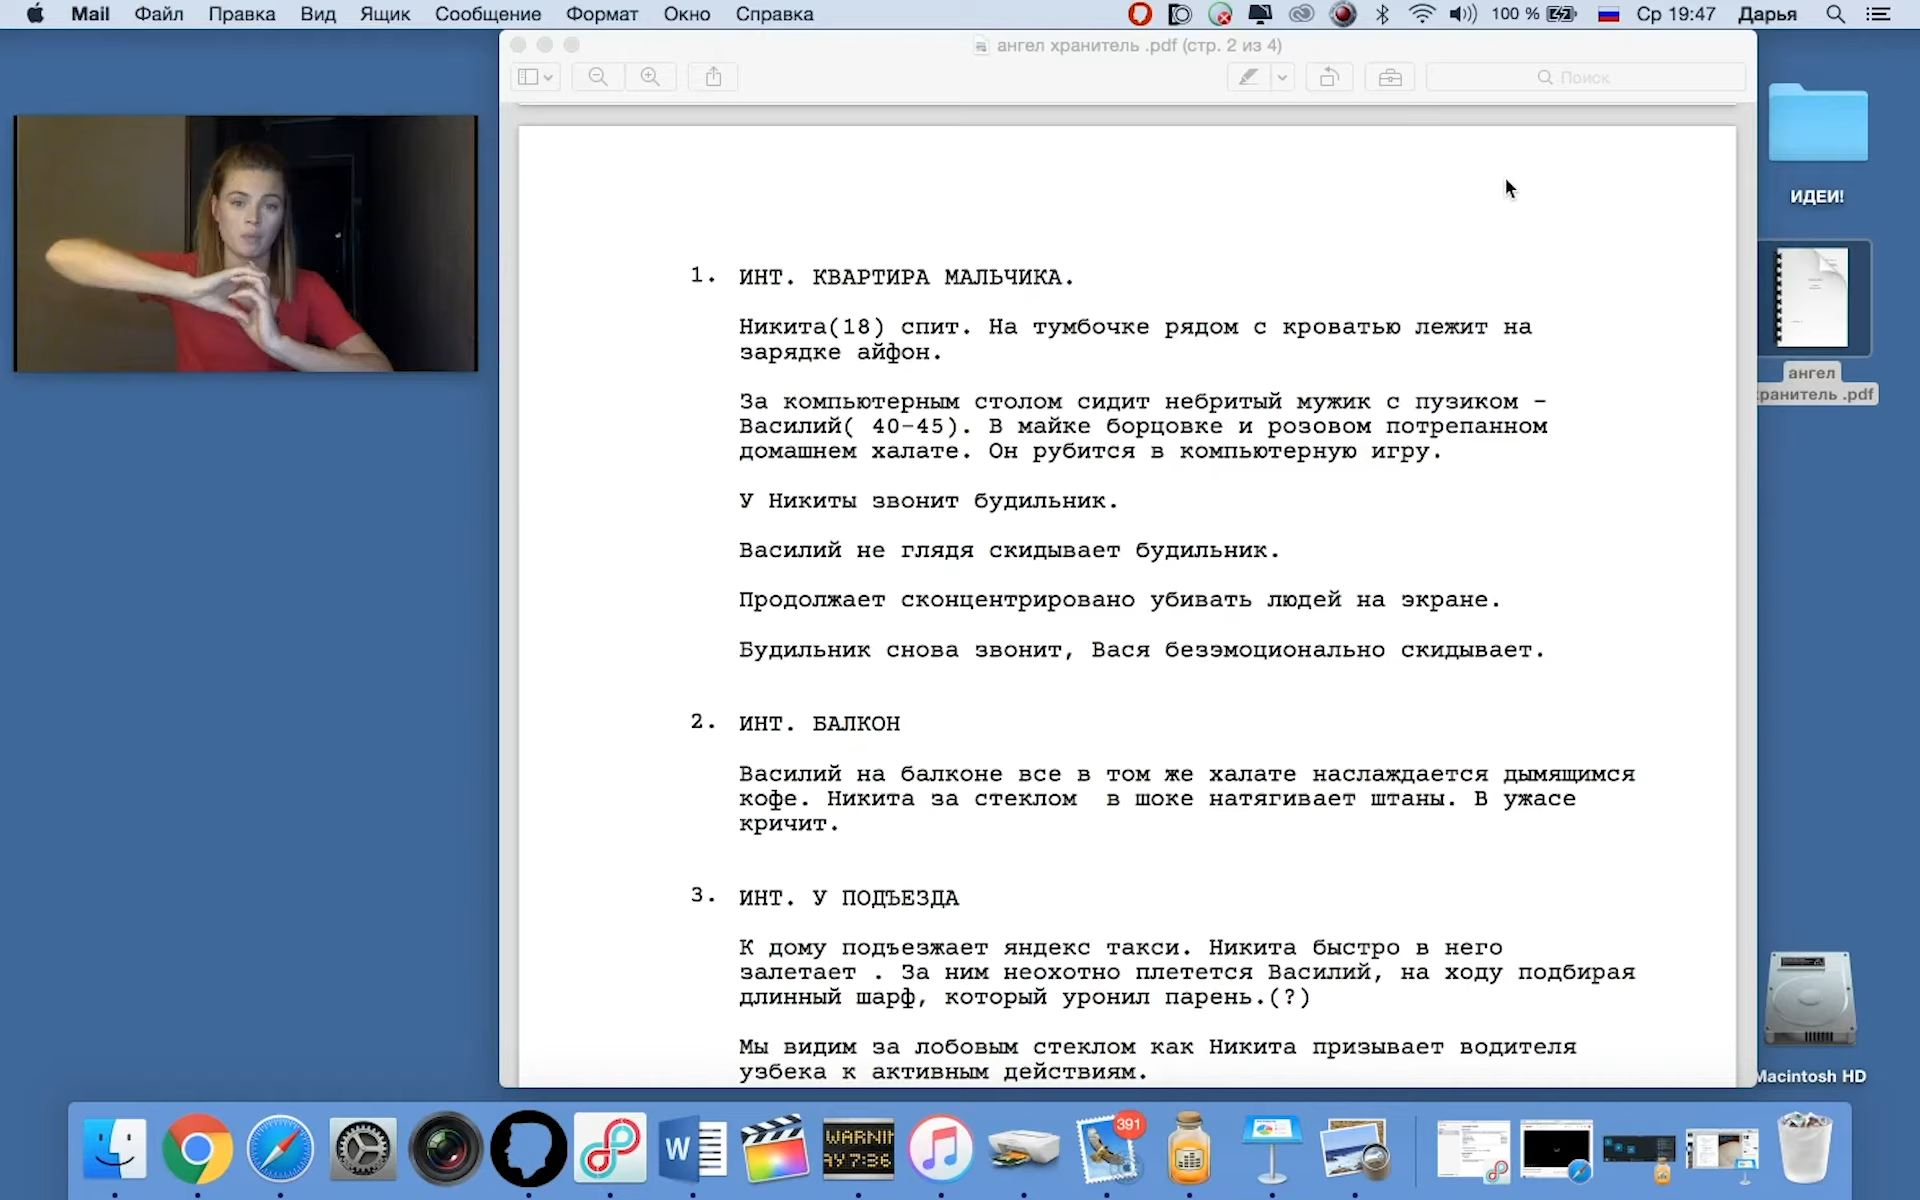 Mail Файл Правка Вид Ящик Сообщение Формат Окно Справка 100 % Ср 19:47 Дарья
ангел хранитель .pdf (стр. 2 из 4)
Поиск
ИДЕИ!
ангел
хранитель .pdf
1. ИНТ. КВАРТИРА МАЛЬЧИКА.
Никита(18) спит. На тумбочке рядом с кроватью лежит на
зарядке айфон.
За компьютерным столом сидит небритый мужик с пузиком –
Василий( 40-45). В майке борцовке и розовом потрепанном
домашнем халате. Он рубится в компьютерную игру.
У Никиты звонит будильник.
Василий не глядя скидывает будильник.
Продолжает сконцентрировано убивать людей на экране.
Будильник снова звонит, Вася безэмоционально скидывает.
2. ИНТ. БАЛКОН
Василий на балконе все в том же халате наслаждается дымящимся
кофе. Никита за стеклом  в шоке натягивает штаны. В ужасе
кричит.
3. ИНТ. У ПОДЪЕЗДА
К дому подъезжает яндекс такси. Никита быстро в него
залетает . За ним неохотно плетется Василий, на ходу подбирая
длинный шарф, который уронил парень.(?)
Мы видим за лобовым стеклом как Никита призывает водителя
узбека к активным действиям.
Macintosh HD
W
WARNIN
AY 7:36
391